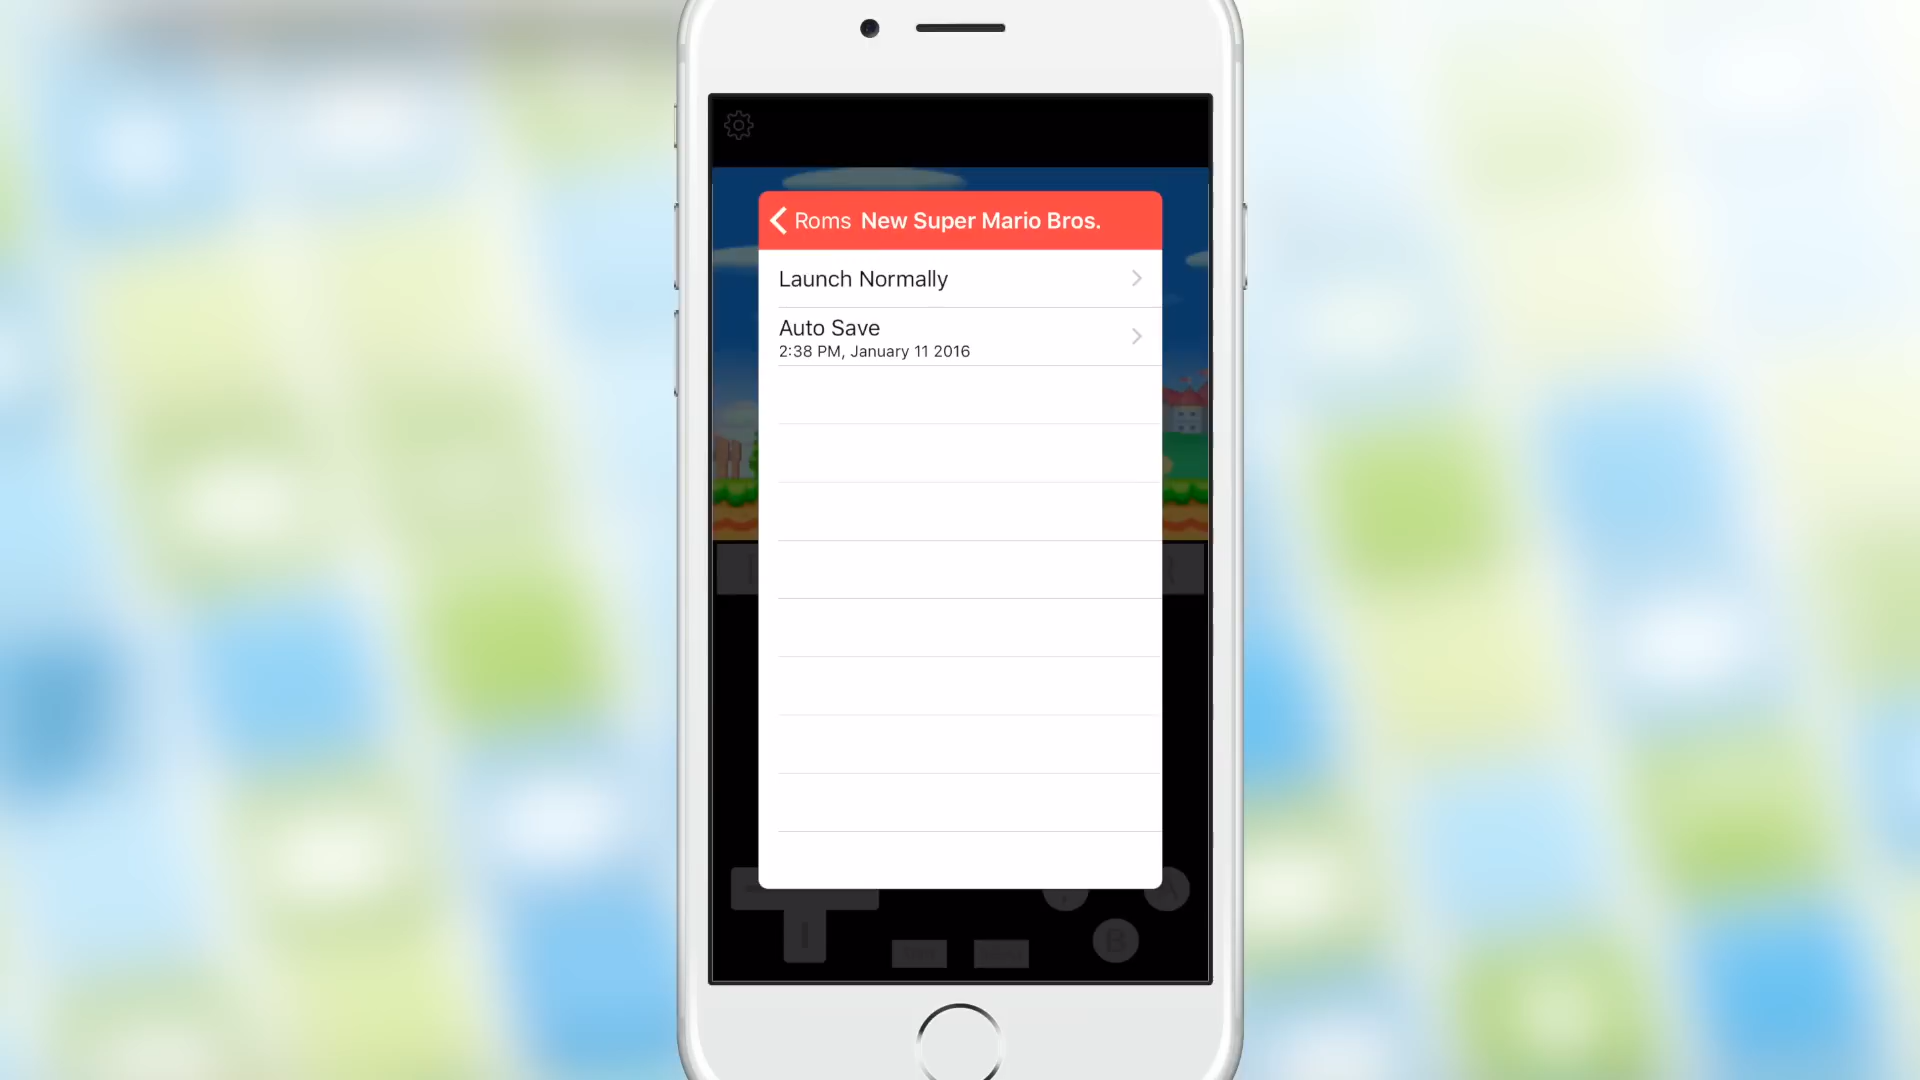 Roms New Super Mario Bros.
Launch Normally
Auto Save
2:38 PM, January 11 2016
B